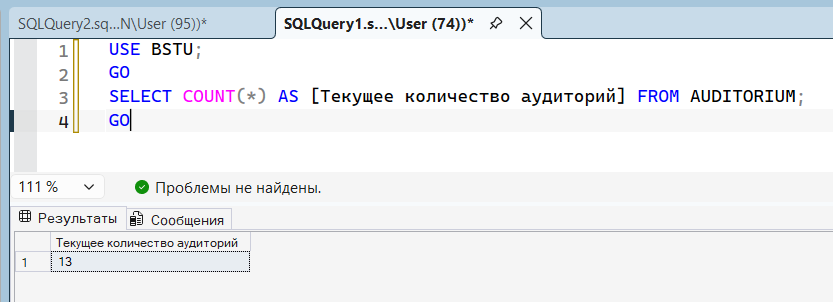 SQLQuery2.sq...N\User (95))*
SQLQuery1.s...\User (74))*
1 USE BSTU;
2 GO
3 SELECT COUNT(*) AS [Текущее количество аудиторий] FROM AUDITORIUM;
4 GO
111 %
Проблемы не найдены.
Результаты
Сообщения
Текущее количество аудиторий
1 13